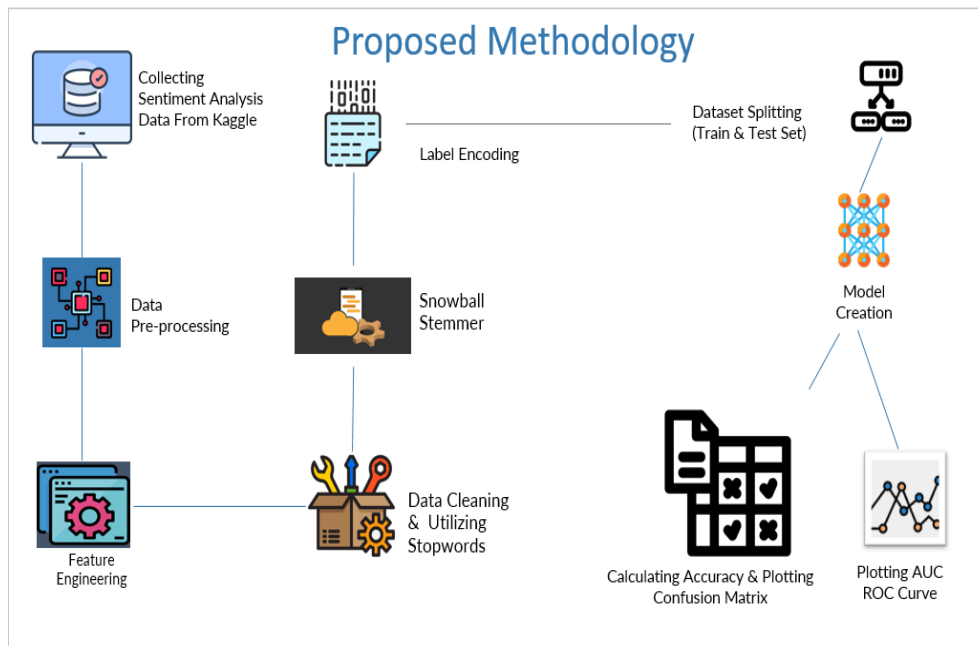 Proposed Methodology
Collecting
Sentiment Analysis
Data From Kaggle
Data
Pre-processing
Feature
Engineering
Data Cleaning
& Utilizing
Stopwords
Snowball
Stemmer
Label Encoding
Dataset Splitting
(Train & Test Set)
Model
Creation
Calculating Accuracy & Plotting
Confusion Matrix
Plotting AUC
ROC Curve